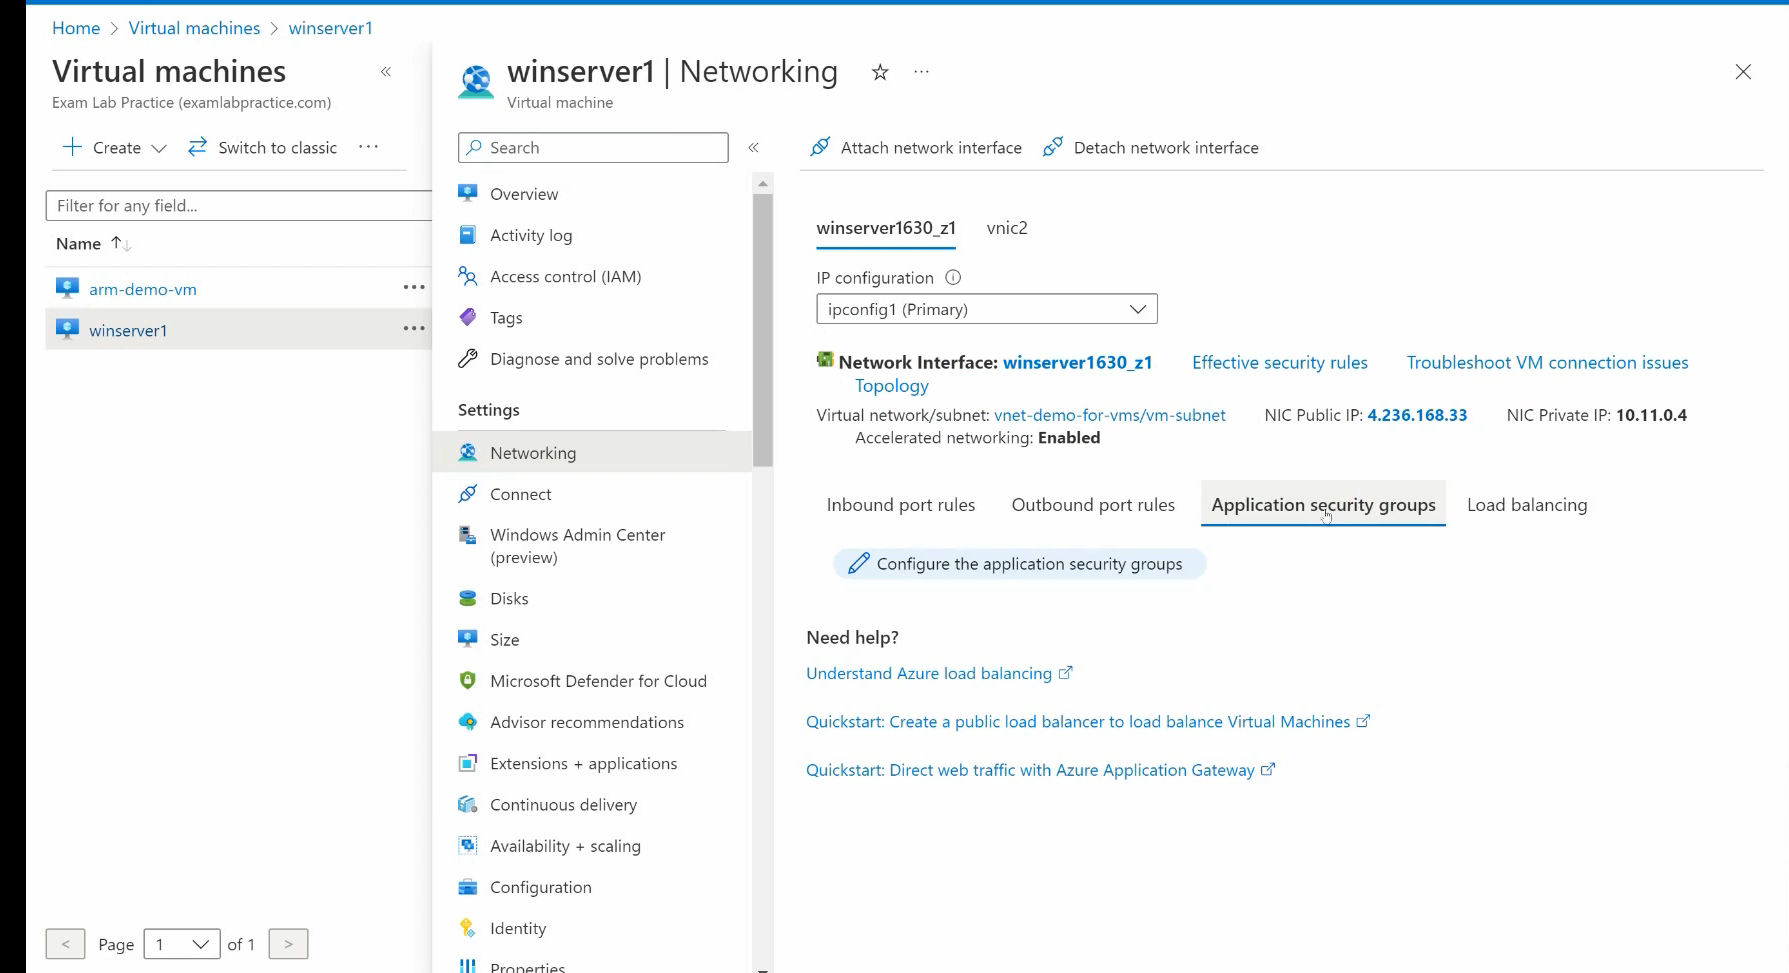 Home > Virtual machines > winserver1
Virtual machines «
Exam Lab Practice (examlabpractice.com)
+ Create Switch to classic ...
Filter for any field...
Name ↑↓
arm-demo-vm ...
winserver1 ...
< Page 1 of 1 >
winserver1 | Networking ...
Virtual machine
Search «
Overview
Activity log
Access control (IAM)
Tags
Diagnose and solve problems
Settings
Networking
Connect
Windows Admin Center
(preview)
Disks
Size
Microsoft Defender for Cloud
Advisor recommendations
Extensions + applications
Continuous delivery
Availability + scaling
Configuration
Identity
Properties
Attach network interface Detach network interface
winserver1630_z1 vnic2
IP configuration
ipconfig1 (Primary)
Network Interface: winserver1630_z1 Effective security rules Troubleshoot VM connection issues
Topology
Virtual network/subnet: vnet-demo-for-vms/vm-subnet NIC Public IP: 4.236.168.33 NIC Private IP: 10.11.0.4
Accelerated networking: Enabled
Inbound port rules Outbound port rules Application security groups Load balancing
Configure the application security groups
Need help?
Understand Azure load balancing
Quickstart: Create a public load balancer to load balance Virtual Machines
Quickstart: Direct web traffic with Azure Application Gateway